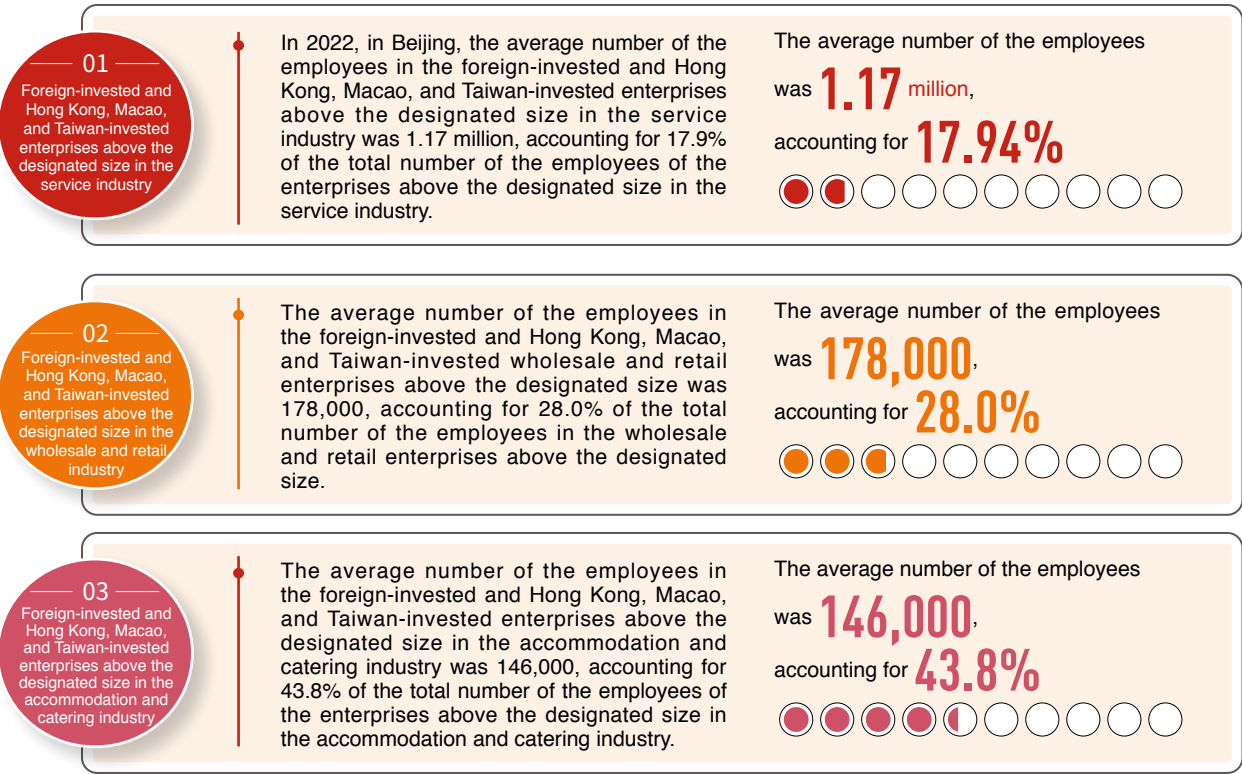 01
Foreign-invested and
Hong Kong, Macao,
and Taiwan-invested
enterprises above the
designated size in the
service industry
In 2022, in Beijing, the average number of the
employees in the foreign-invested and Hong
Kong, Macao, and Taiwan-invested enterprises
above the designated size in the service
industry was 1.17 million, accounting for 17.9%
of the total number of the employees of the
enterprises above the designated size in the
service industry.
The average number of the employees
was 1.17 million,
accounting for 17.94%
02
Foreign-invested and
Hong Kong, Macao,
and Taiwan-invested
enterprises above the
designated size in the
wholesale and retail
industry
The average number of the employees in
the foreign-invested and Hong Kong, Macao,
and Taiwan-invested wholesale and retail
enterprises above the designated size was
178,000, accounting for 28.0% of the total
number of the employees in the wholesale
and retail enterprises above the designated
size.
The average number of the employees
was 178,000,
accounting for 28.0%
03
Foreign-invested and
Hong Kong, Macao,
and Taiwan-invested
enterprises above the
designated size in the
accommodation and
catering industry
The average number of the employees in
the foreign-invested and Hong Kong, Macao,
and Taiwan-invested enterprises above the
designated size in the accommodation and
catering industry was 146,000, accounting for
43.8% of the total number of the employees of
the enterprises above the designated size in
the accommodation and catering industry.
The average number of the employees
was 146,000,
accounting for 43.8%